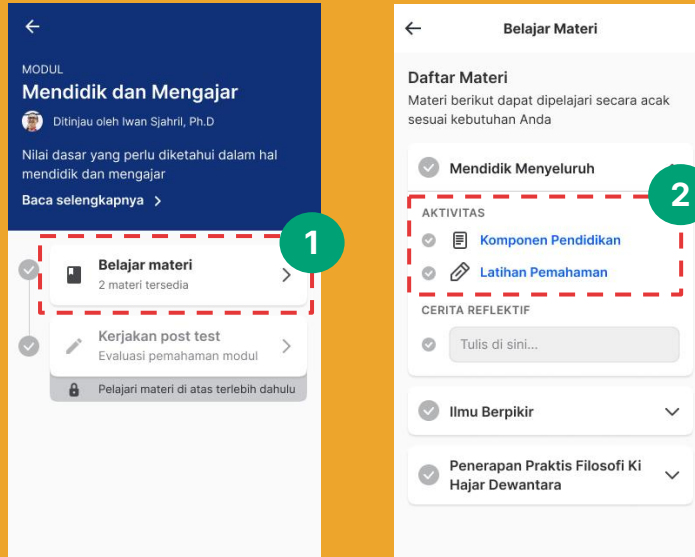 MODUL
Mendidik dan Mengajar
Ditinjau oleh Iwan Sjahril, Ph.D
Nilai dasar yang perlu diketahui dalam hal
mendidik dan mengajar
Baca selengkapnya >
1
Belajar materi
2 materi tersedia
Kerjakan post test
Evaluasi pemahaman modul
Pelajari materi di atas terlebih dahulu
Belajar Materi
Daftar Materi
Materi berikut dapat dipelajari secara acak
sesuai kebutuhan Anda
Mendidik Menyeluruh
2
AKTIVITAS
Komponen Pendidikan
Latihan Pemahaman
CERITA REFLEKTIF
Tulis di sini...
Ilmu Berpikir
Penerapan Praktis Filosofi Ki
Hajar Dewantara